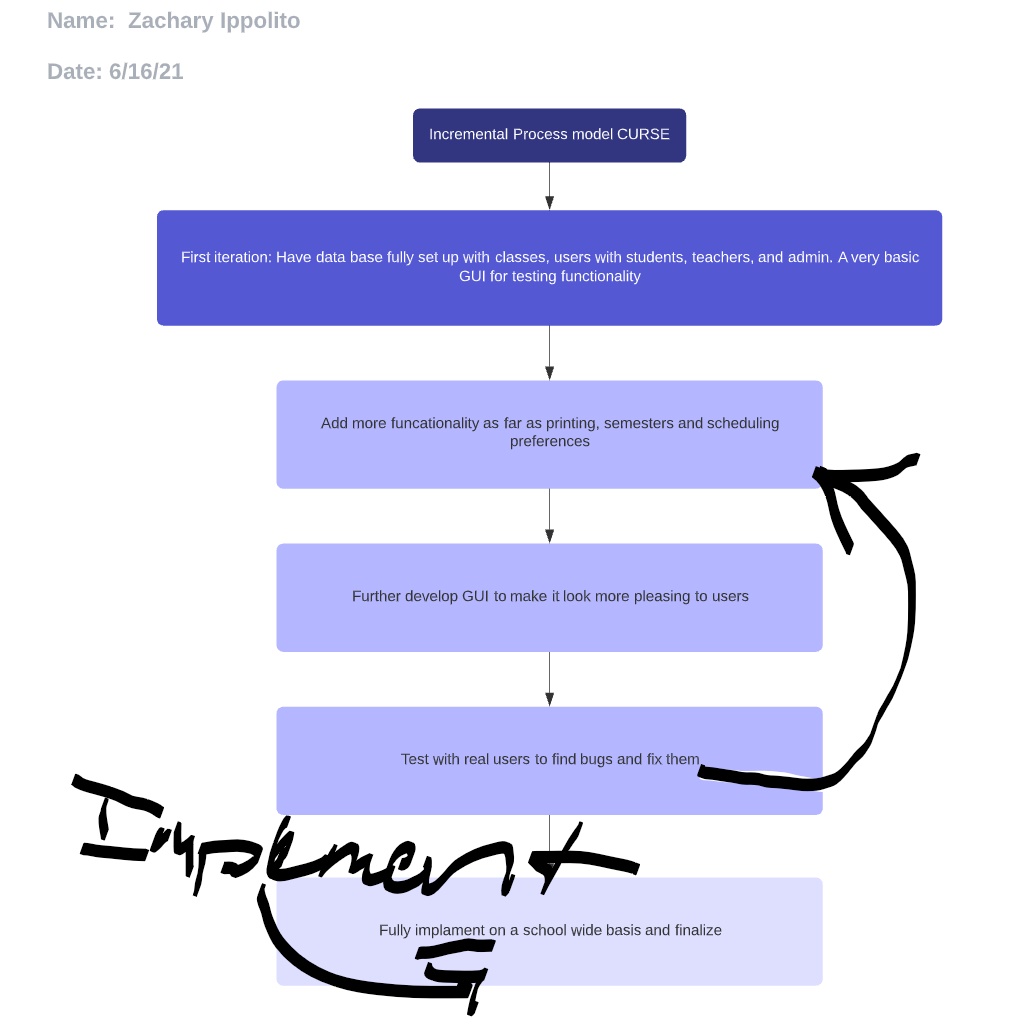 Name:  Zachary Ippolito
Date: 6/16/21
Incremental Process model CURSE
First iteration: Have data base fully set up with classes, users with students, teachers, and admin. A very basic
GUI for testing functionality
Add more funcationality as far as printing, semesters and scheduling
preferences
Further develop GUI to make it look more pleasing to users
Test with real users to find bugs and fix them
Implement
Fully implament on a school wide basis and finalize